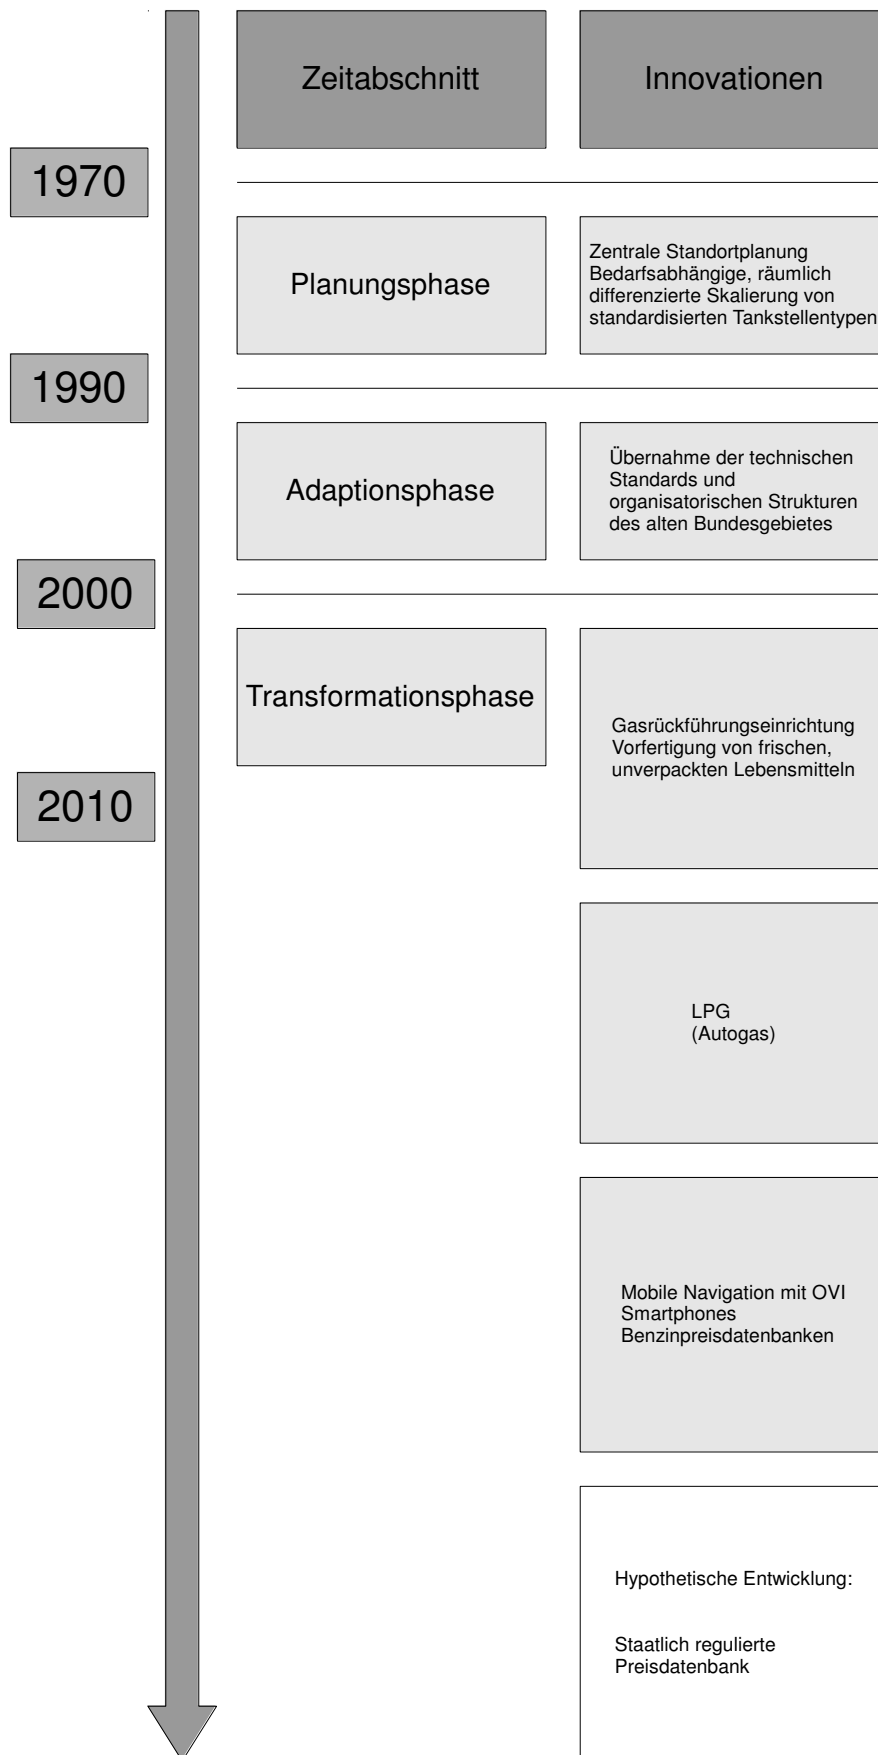 Zeitabschnitt
Innovationen
1970
Planungsphase
Zentrale Standortplanung
Bedarfsabhängige, räumlich
differenzierte Skalierung von
standardisierten Tankstellentypen
1990
Adaptionsphase
Übernahme der technischen
Standards und
organisatorischen Strukturen
des alten Bundesgebietes
2000
Transformationsphase
Gasrückführungseinrichtung
Vorfertigung von frischen,
unverpackten Lebensmitteln
2010
LPG
(Autogas)
Mobile Navigation mit OVI
Smartphones
Benzinpreisdatenbanken
Hypothetische Entwicklung:
Staatlich regulierte
Preisdatenbank